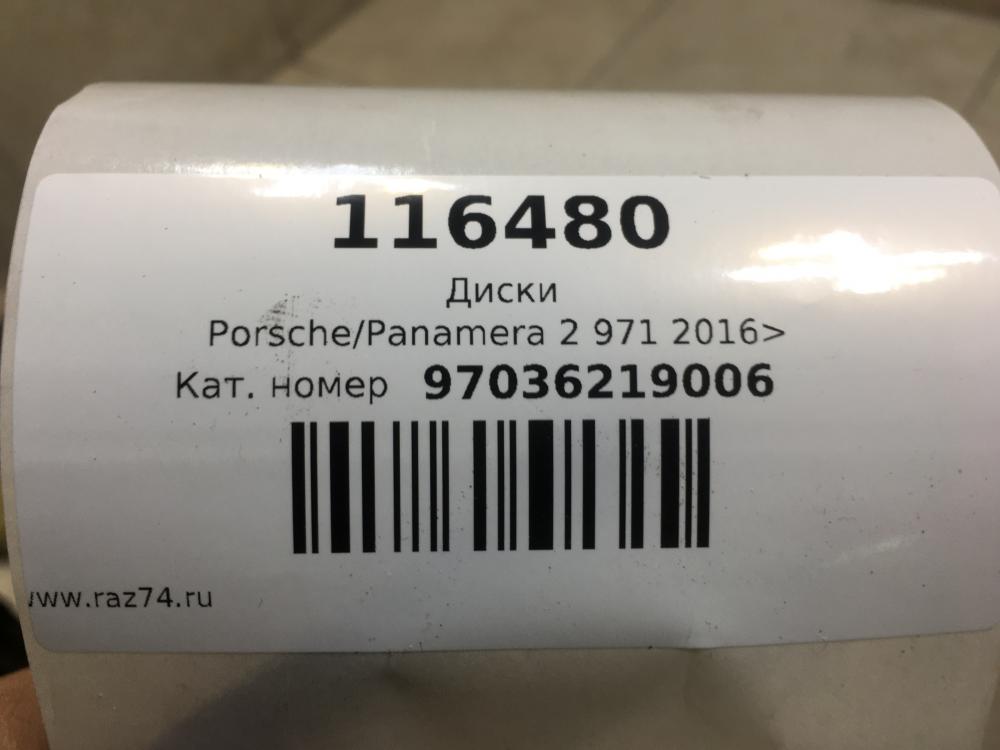 116480
Диски
Porsche/Panamera 2 971 2016>
Кат. номер 97036219006
www.raz74.ru